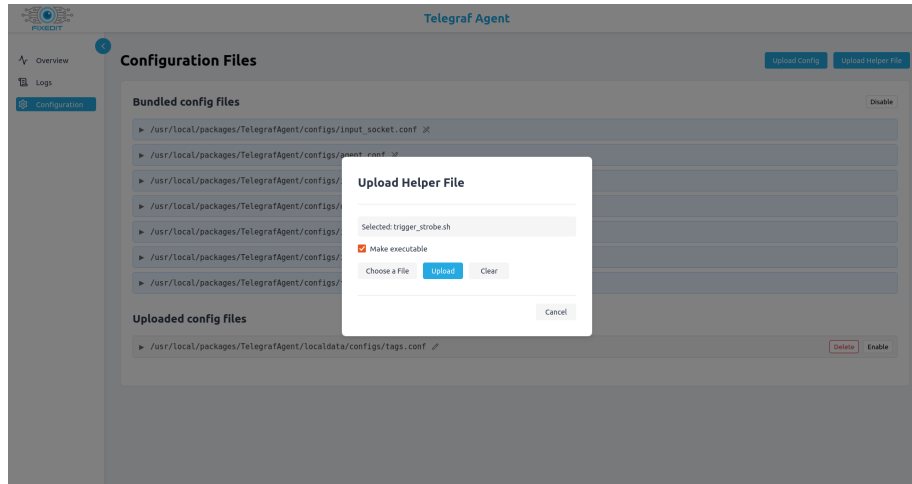 FIXEDIT
Telegraf Agent
Overview
Logs
Configuration
Configuration Files
Upload Config
Upload Helper File
Bundled config files
Disable
▶ /usr/local/packages/TelegrafAgent/configs/input_socket.conf
▶ /usr/local/packages/TelegrafAgent/configs/agent.conf
▶ /usr/local/packages/TelegrafAgent/configs/
▶ /usr/local/packages/TelegrafAgent/configs/
▶ /usr/local/packages/TelegrafAgent/configs/
▶ /usr/local/packages/TelegrafAgent/configs/
▶ /usr/local/packages/TelegrafAgent/configs/
Upload Helper File
Selected: trigger_strobe.sh
Make executable
Choose a File
Upload
Clear
Cancel
Uploaded config files
▶ /usr/local/packages/TelegrafAgent/localdata/configs/tags.conf
Delete
Enable